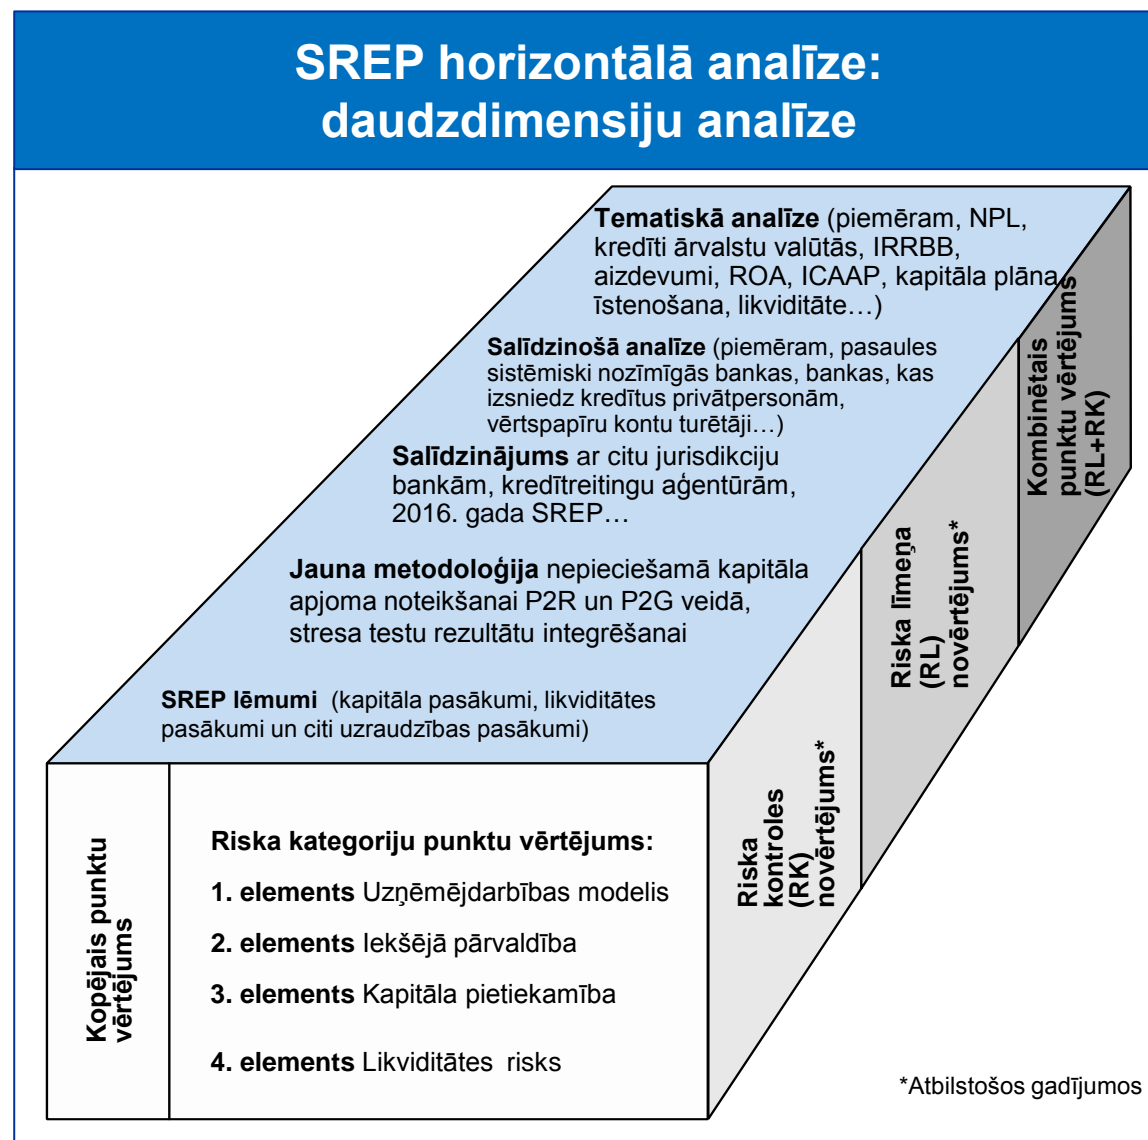 SREP horizontālā analīze:
daudzdimensiju analīze
Tematiskā analīze (piemēram, NPL,
kredīti ārvalstu valūtās, IRRBB,
aizdevumi, ROA, ICAAP, kapitāla plāna
īstenošana, likviditāte…)
Salīdzinošā analīze (piemēram, pasaules
sistēmiski nozīmīgās bankas, bankas, kas
izsniedz kredītus privātpersonām,
vērtspapīru kontu turētāji…)
Salīdzinājums ar citu jurisdikciju
bankām, kredītreitingu aģentūrām,
2016. gada SREP…
Jauna metodoloģija nepieciešamā kapitāla
apjoma noteikšanai P2R un P2G veidā,
stresa testu rezultātu integrēšanai
SREP lēmumi (kapitāla pasākumi, likviditātes
pasākumi un citi uzraudzības pasākumi)
Kopējais punktu
vērtējums
Riska kategoriju punktu vērtējums:
1. elements Uzņēmējdarbības modelis
2. elements Iekšējā pārvaldība
3. elements Kapitāla pietiekamība
4. elements Likviditātes risks
Riska
kontroles
(RK)
novērtējums*
Riska līmeņa
(RL)
novērtējums*
Kombinētais
punktu vērtējums
(RL+RK)
*Atbilstošos gadījumos